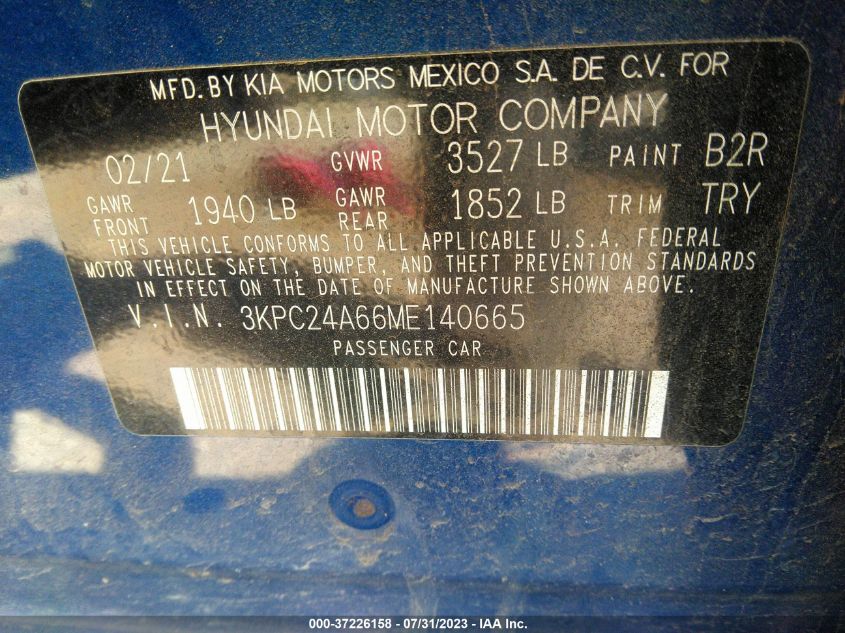 MFD. BY KIA MOTORS MEXICO S.A. DE C.V. FOR
HYUNDAI MOTOR COMPANY
02/21 GVWR 3527 LB PAINT B2R
GAWR FRONT 1940 LB GAWR REAR 1852 LB TRIM TRY
THIS VEHICLE CONFORMS TO ALL APPLICABLE U.S.A. FEDERAL
MOTOR VEHICLE SAFETY, BUMPER, AND THEFT PREVENTION STANDARDS
IN EFFECT ON THE DATE OF MANUFACTURE SHOWN ABOVE.
V.I.N. 3KPC24A66ME140665
PASSENGER CAR
000-37226158 - 07/31/2023 - IAA Inc.